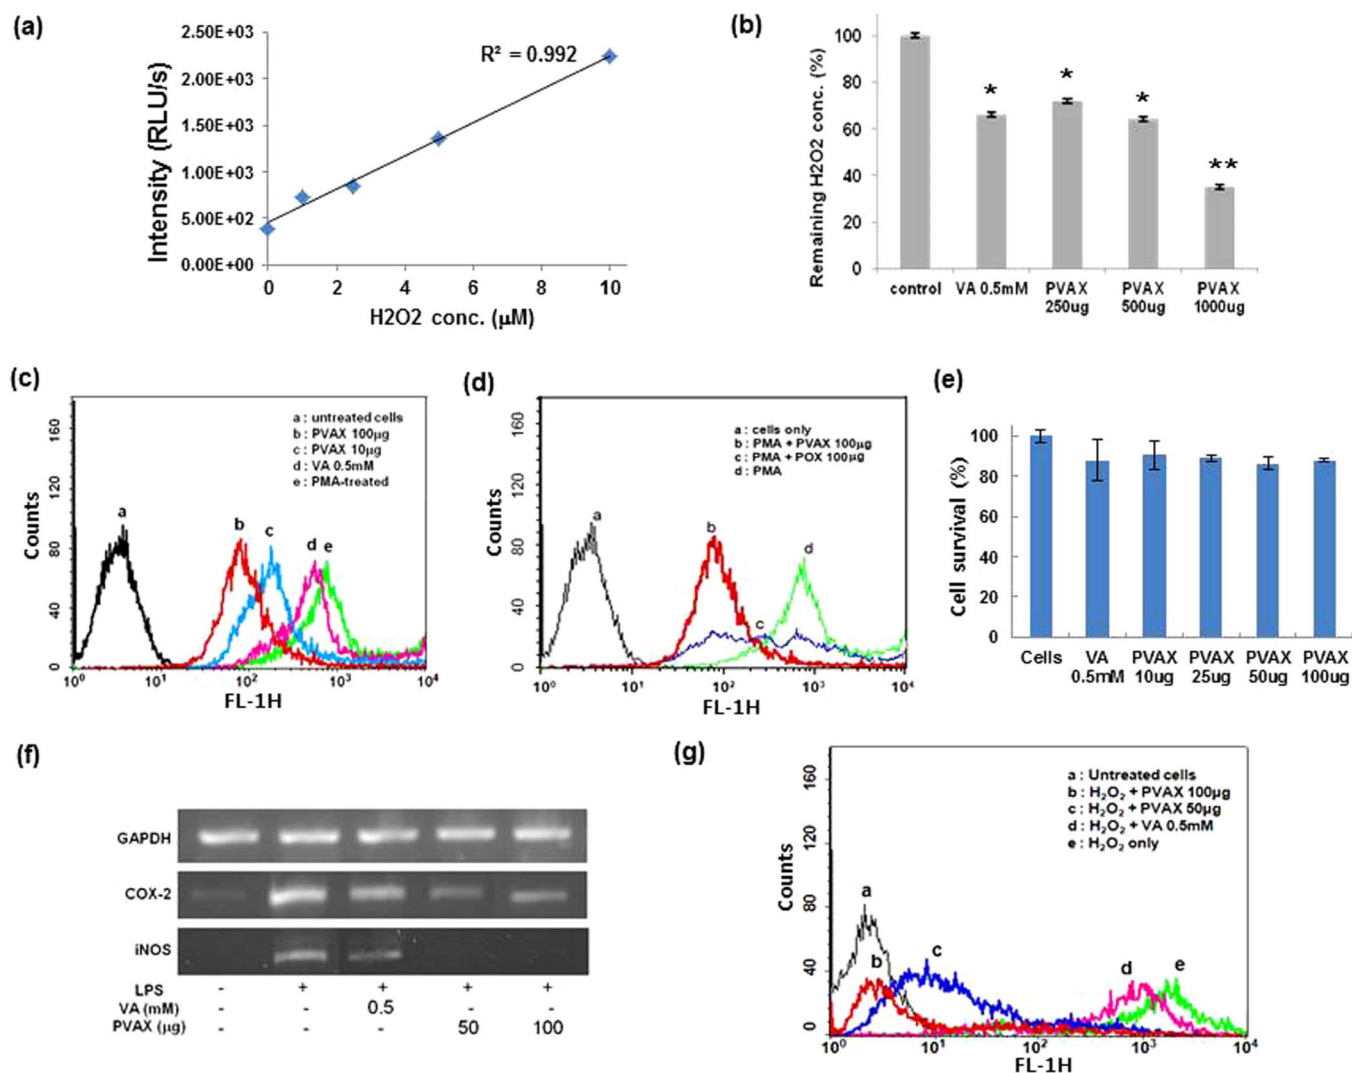 (a)
2.50E+03
2.00E+03
1.50E+03
1.00E+03
5.00E+02
0.00E+00
Intensity (RLU/s)
R² = 0.992
0 2 4 6 8 10
H2O2 conc. (μM)
(b)
Remaining H2O2 conc. (%)
100
80
60
40
20
0
* * * **
control VA 0.5mM PVAX PVAX PVAX
250ug 500ug 1000ug
(c)
Counts
160
120
80
40
0
a : untreated cells
b : PVAX 100μg
c : PVAX 10μg
d : VA 0.5mM
e : PMA-treated
a b c d e
10⁰ 10¹ 10² 10³ 10⁴
FL-1H
(d)
Counts
160
120
80
40
0
a : cells only
b : PMA + PVAX 100μg
c : PMA + POX 100μg
d : PMA
a b c d
10⁰ 10¹ 10² 10³ 10⁴
FL-1H
(e)
Cell survival (%)
100
80
60
40
20
0
Cells VA PVAX PVAX PVAX PVAX
0.5mM 10ug 25ug 50ug 100ug
(f)
GAPDH
COX-2
iNOS
LPS - + + + +
VA (mM) - - 0.5 - -
PVAX (μg) - - - 50 100
(g)
Counts
160
120
80
40
0
a : Untreated cells
b : H₂O₂ + PVAX 100μg
c : H₂O₂ + PVAX 50μg
d : H₂O₂ + VA 0.5mM
e : H₂O₂ only
a b c d e
10⁰ 10¹ 10² 10³ 10⁴
FL-1H